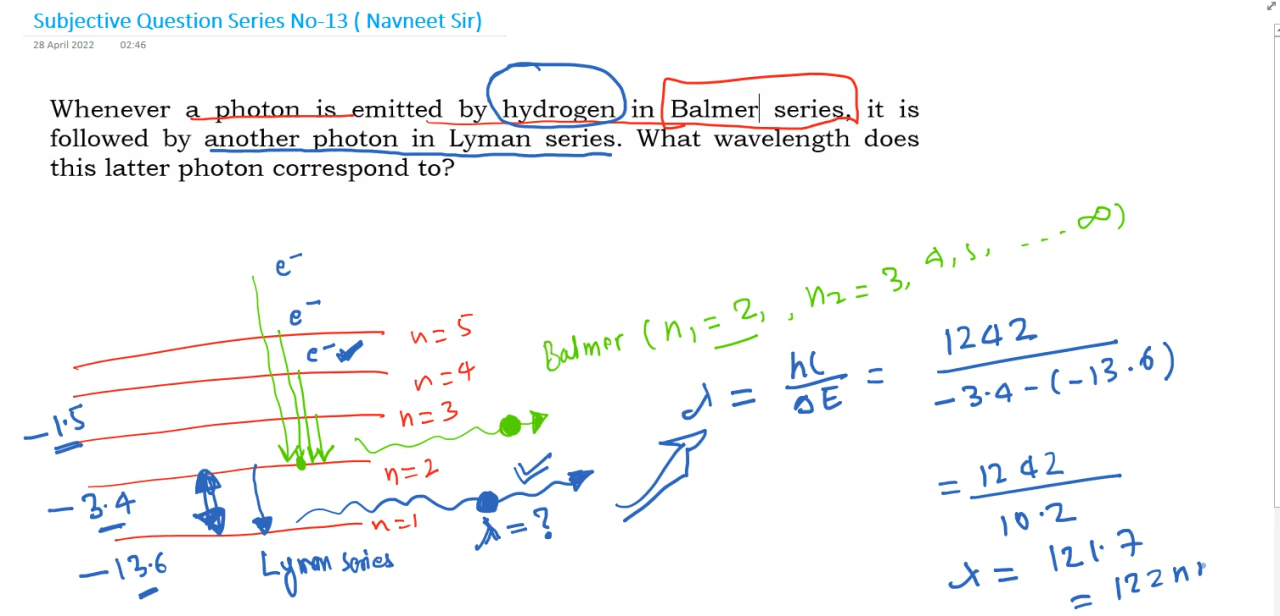 Subjective Question Series No-13 ( Navneet Sir)
28 April 2022 02:46
Whenever a photon is emitted by hydrogen in Balmer series, it is
followed by another photon in Lyman series. What wavelength does
this latter photon correspond to?
e⁻
e⁻
e⁻
n=5
n=4
n=3
n=2
n=1
-1.5
-3.4
-13.6
Lyman series
λ=?
Balmer (n₁=2, , n₂=3, 4, 5, ....∞)
λ = hc/ΔE = 1242/-3.4-(-13.6)
= 1242/10.2
λ = 121.7
= 122 n